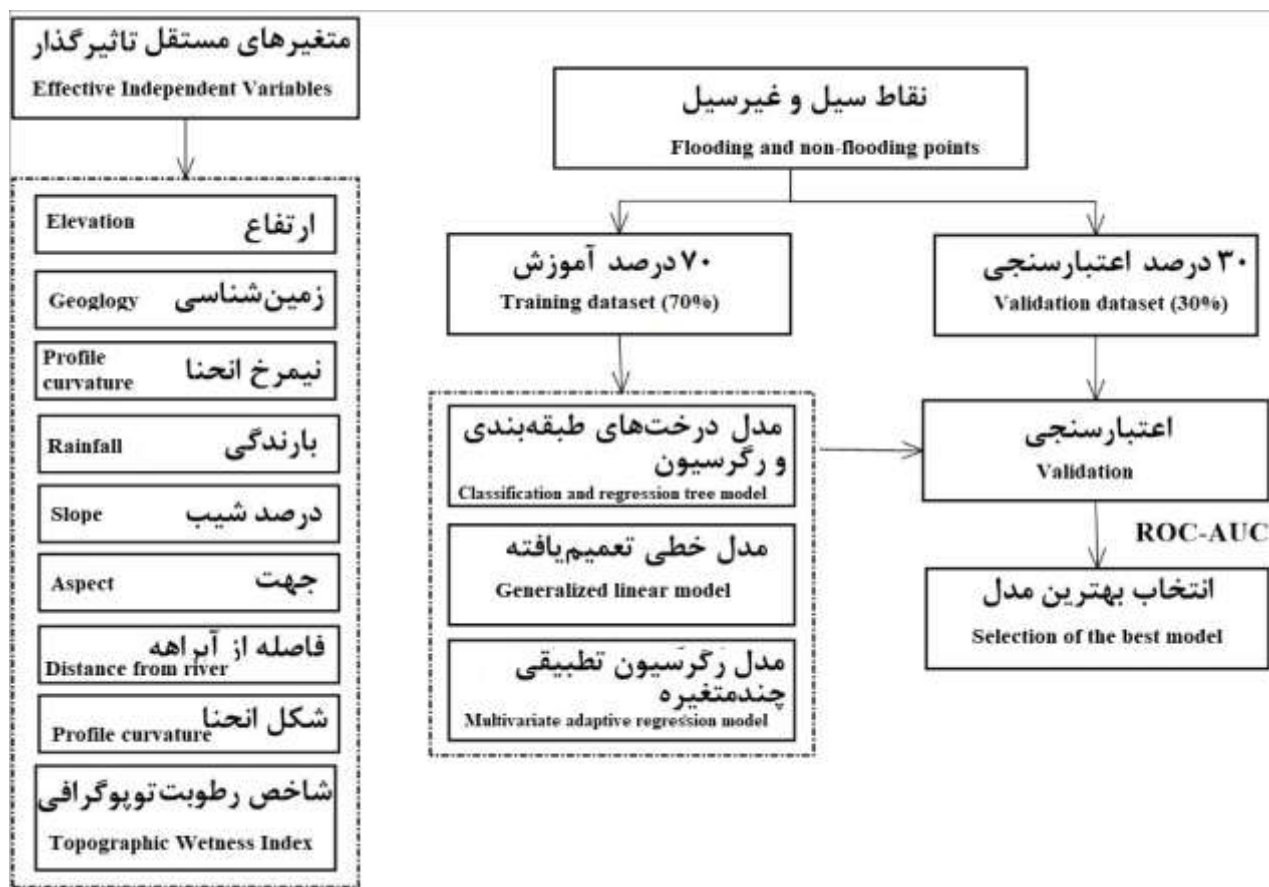 متغیرهای مستقل تاثیرگذار
Effective Independent Variables
Elevation ارتفاع
Geoglogy زمین‌شناسی
Profile
curvature نیمرخ انحنا
Rainfall بارندگی
Slope درصد شیب
Aspect جهت
فاصله از آبراهه
Distance from river
شکل انحنا
Profile curvature
شاخص رطوبت توپوگرافی
Topographic Wetness Index
نقاط سیل و غیرسیل
Flooding and non-flooding points
۷۰ درصد آموزش
Training dataset (70%)
۳۰ درصد اعتبارسنجی
Validation dataset (30%)
مدل درخت‌های طبقه‌بندی
و رگرسیون
Classification and regression tree model
مدل خطی تعمیم‌یافته
Generalized linear model
مدل رگرسیون تطبیقی
چندمتغیره
Multivariate adaptive regression model
اعتبارسنجی
Validation
ROC-AUC
انتخاب بهترین مدل
Selection of the best model